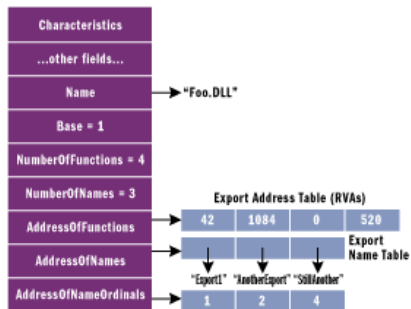 Characteristics
...other fields...
Name
"Foo.DLL"
Base = 1
NumberOfFunctions = 4
NumberOfNames = 3
Export Address Table (RVAs)
AddressOfFunctions
42 1084 0 520
AddressOfNames
Export
Name Table
"Export1" "AnotherExport" "StillAnother"
AddressOfNameOrdinals
1 2 4